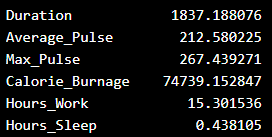 Duration 1837.188076
Average_Pulse 212.580225
Max_Pulse 267.439271
Calorie_Burnage 74739.152847
Hours_Work 15.301536
Hours_Sleep 0.438105